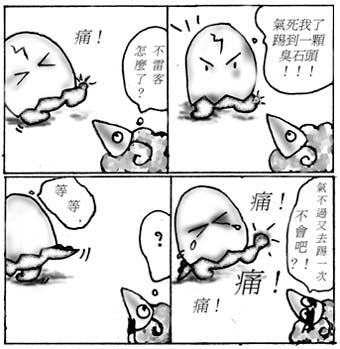 痛！
不雷客
怎麼了？
氣死我了
踢到一顆
臭石頭
！！！
等等，
？
痛！
氣不過又去踢一次
不會吧？！
痛！
痛！